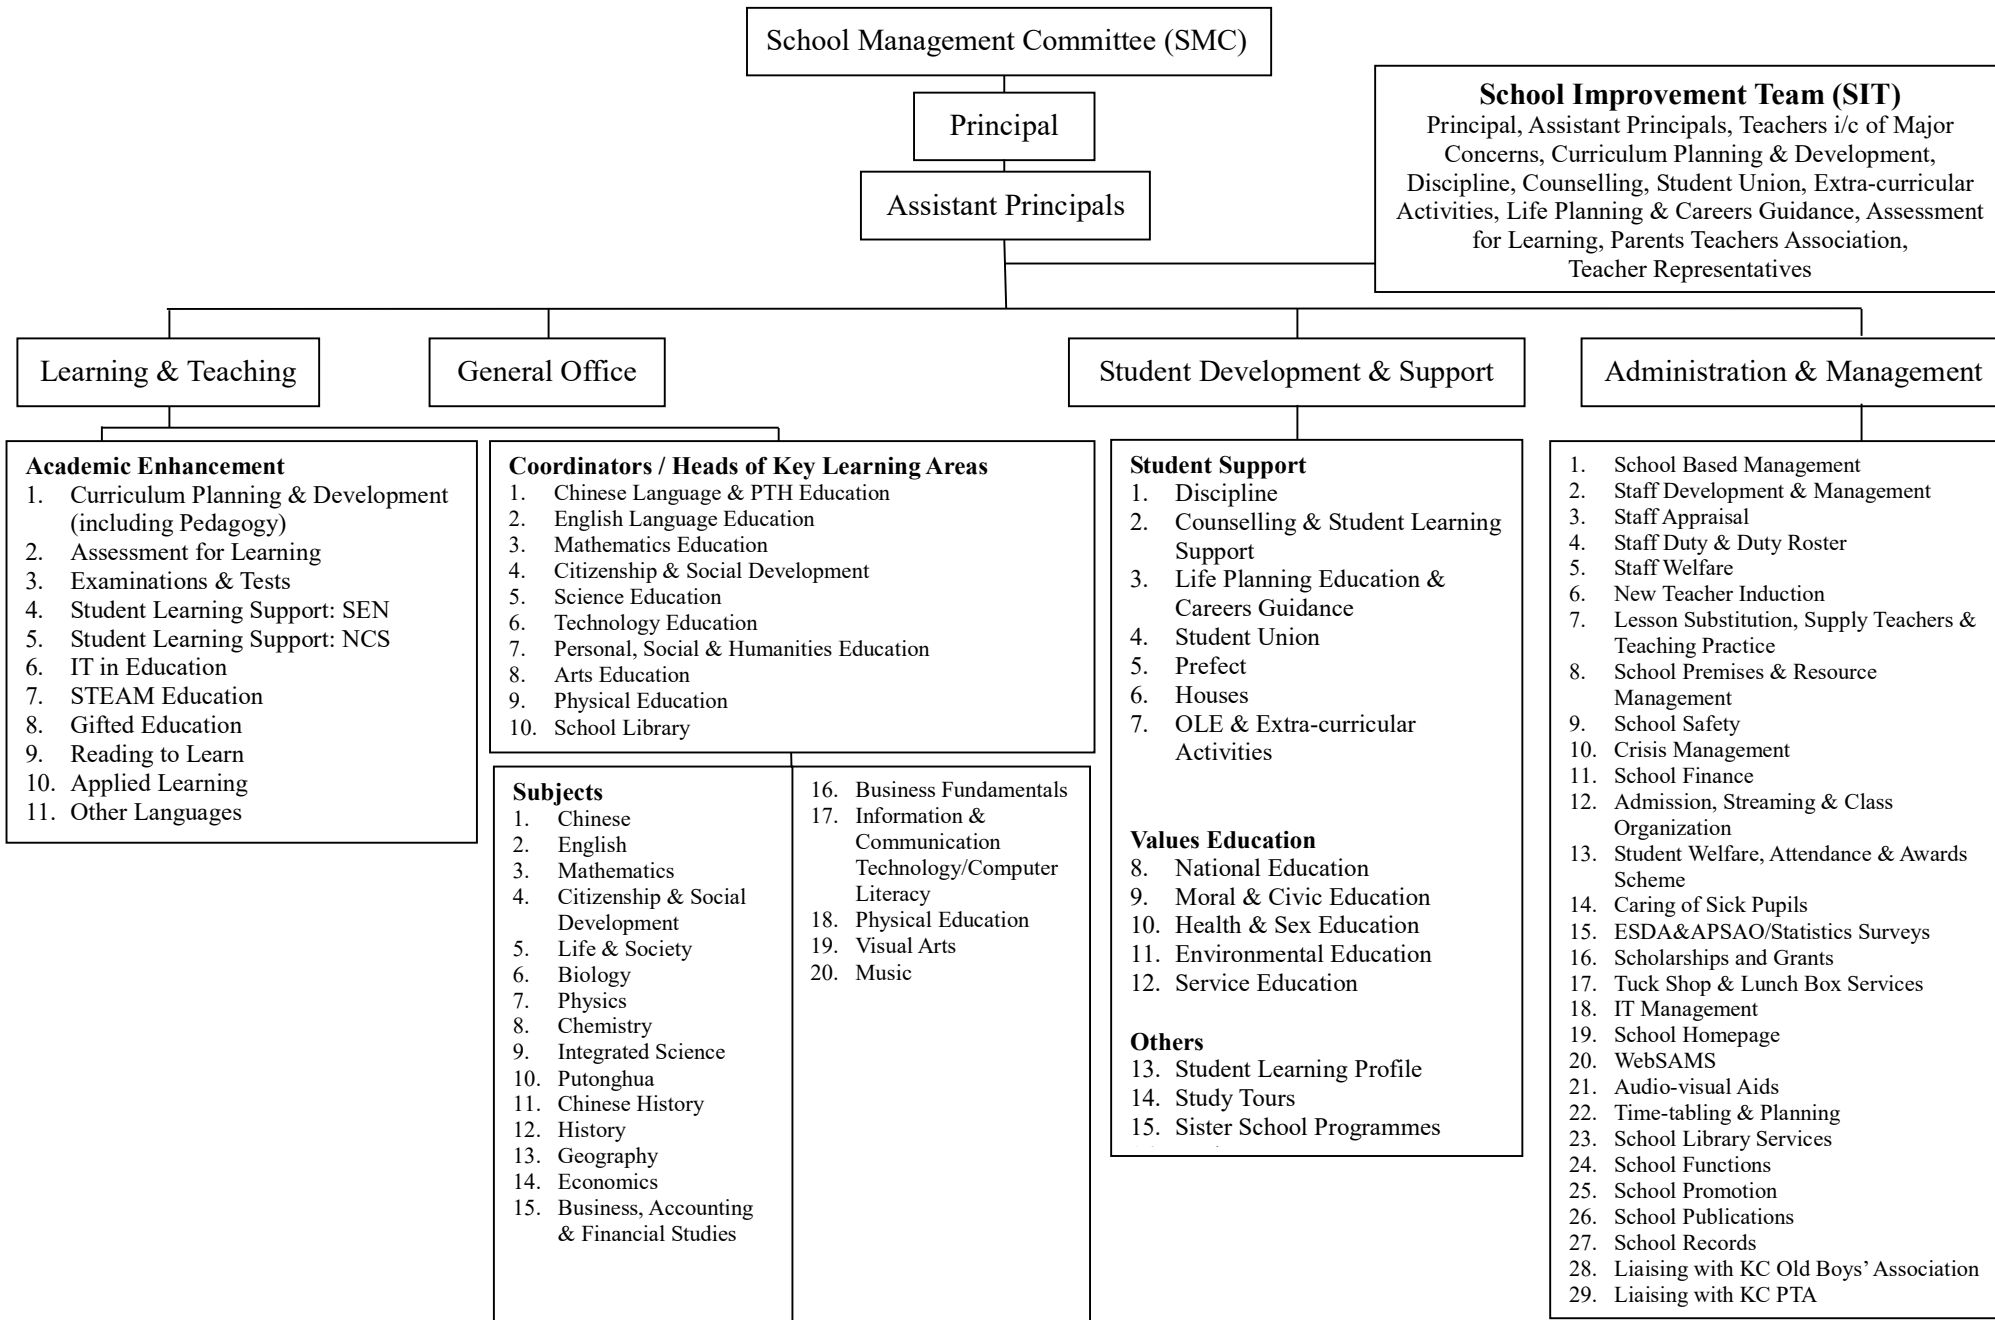 School Management Committee (SMC)
Principal
Assistant Principals
School Improvement Team (SIT)
Principal, Assistant Principals, Teachers i/c of Major
Concerns, Curriculum Planning & Development,
Discipline, Counselling, Student Union, Extra-curricular
Activities, Life Planning & Careers Guidance, Assessment
for Learning, Parents Teachers Association,
Teacher Representatives
Learning & Teaching
General Office
Student Development & Support
Administration & Management
Academic Enhancement
1. Curriculum Planning & Development
(including Pedagogy)
2. Assessment for Learning
3. Examinations & Tests
4. Student Learning Support: SEN
5. Student Learning Support: NCS
6. IT in Education
7. STEAM Education
8. Gifted Education
9. Reading to Learn
10. Applied Learning
11. Other Languages
Coordinators / Heads of Key Learning Areas
1. Chinese Language & PTH Education
2. English Language Education
3. Mathematics Education
4. Citizenship & Social Development
5. Science Education
6. Technology Education
7. Personal, Social & Humanities Education
8. Arts Education
9. Physical Education
10. School Library
Subjects
1. Chinese
2. English
3. Mathematics
4. Citizenship & Social
Development
5. Life & Society
6. Biology
7. Physics
8. Chemistry
9. Integrated Science
10. Putonghua
11. Chinese History
12. History
13. Geography
14. Economics
15. Business, Accounting
& Financial Studies
16. Business Fundamentals
17. Information &
Communication
Technology/Computer
Literacy
18. Physical Education
19. Visual Arts
20. Music
Student Support
1. Discipline
2. Counselling & Student Learning
Support
3. Life Planning Education &
Careers Guidance
4. Student Union
5. Prefect
6. Houses
7. OLE & Extra-curricular
Activities
Values Education
8. National Education
9. Moral & Civic Education
10. Health & Sex Education
11. Environmental Education
12. Service Education
Others
13. Student Learning Profile
14. Study Tours
15. Sister School Programmes
1. School Based Management
2. Staff Development & Management
3. Staff Appraisal
4. Staff Duty & Duty Roster
5. Staff Welfare
6. New Teacher Induction
7. Lesson Substitution, Supply Teachers &
Teaching Practice
8. School Premises & Resource
Management
9. School Safety
10. Crisis Management
11. School Finance
12. Admission, Streaming & Class
Organization
13. Student Welfare, Attendance & Awards
Scheme
14. Caring of Sick Pupils
15. ESDA&APSAO/Statistics Surveys
16. Scholarships and Grants
17. Tuck Shop & Lunch Box Services
18. IT Management
19. School Homepage
20. WebSAMS
21. Audio-visual Aids
22. Time-tabling & Planning
23. School Library Services
24. School Functions
25. School Promotion
26. School Publications
27. School Records
28. Liaising with KC Old Boys’ Association
29. Liaising with KC PTA